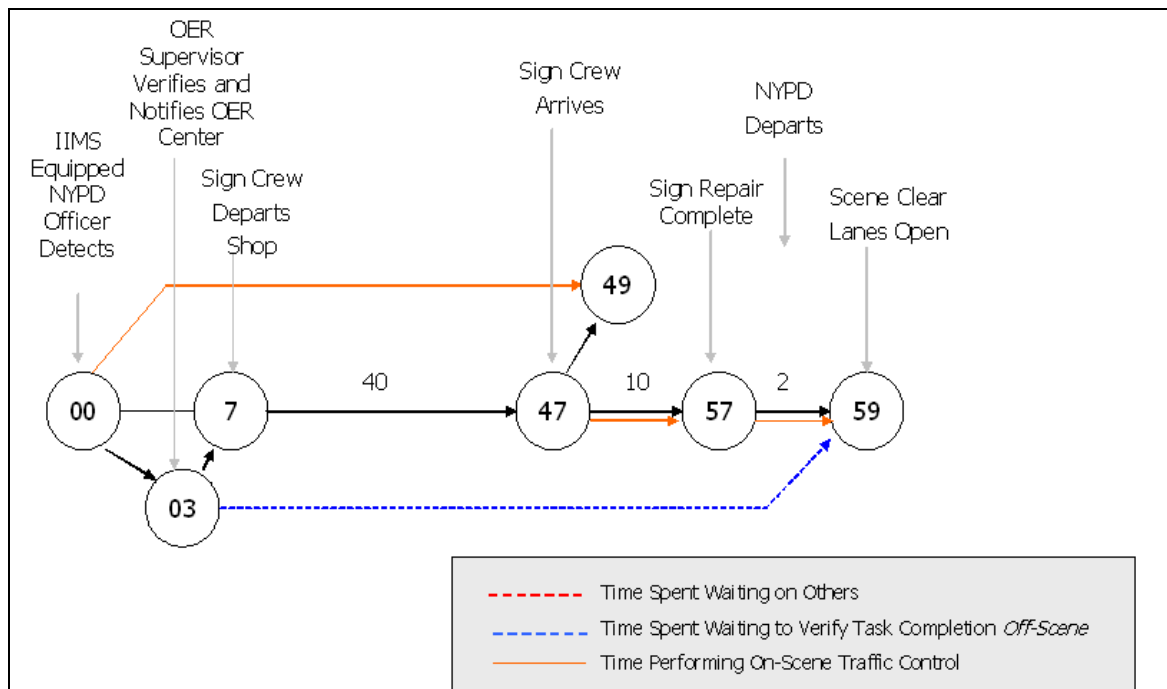 OER
Supervisor
Verifies and
Notifies OER
Center
IIMS
Equipped
NYPD
Officer
Detects
Sign Crew
Departs
Shop
Sign Crew
Arrives
NYPD
Departs
Sign Repair
Complete
Scene Clear
Lanes Open
49
40
10
2
00
7
47
57
59
03
Time Spent Waiting on Others
Time Spent Waiting to Verify Task Completion Off-Scene
Time Performing On-Scene Traffic Control